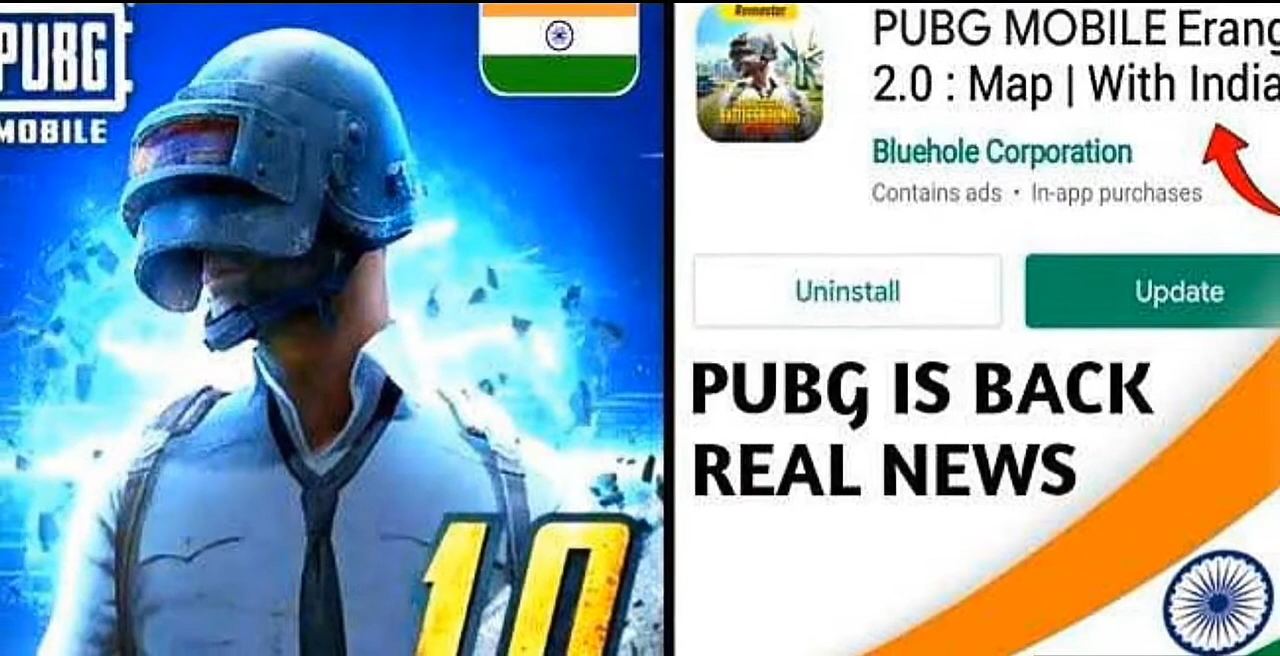 PUBG
MOBILE
10
PUBG MOBILE Erang
2.0 : Map | With India
Bluehole Corporation
Contains ads • In-app purchases
Uninstall
Update
PUBG IS BACK
REAL NEWS